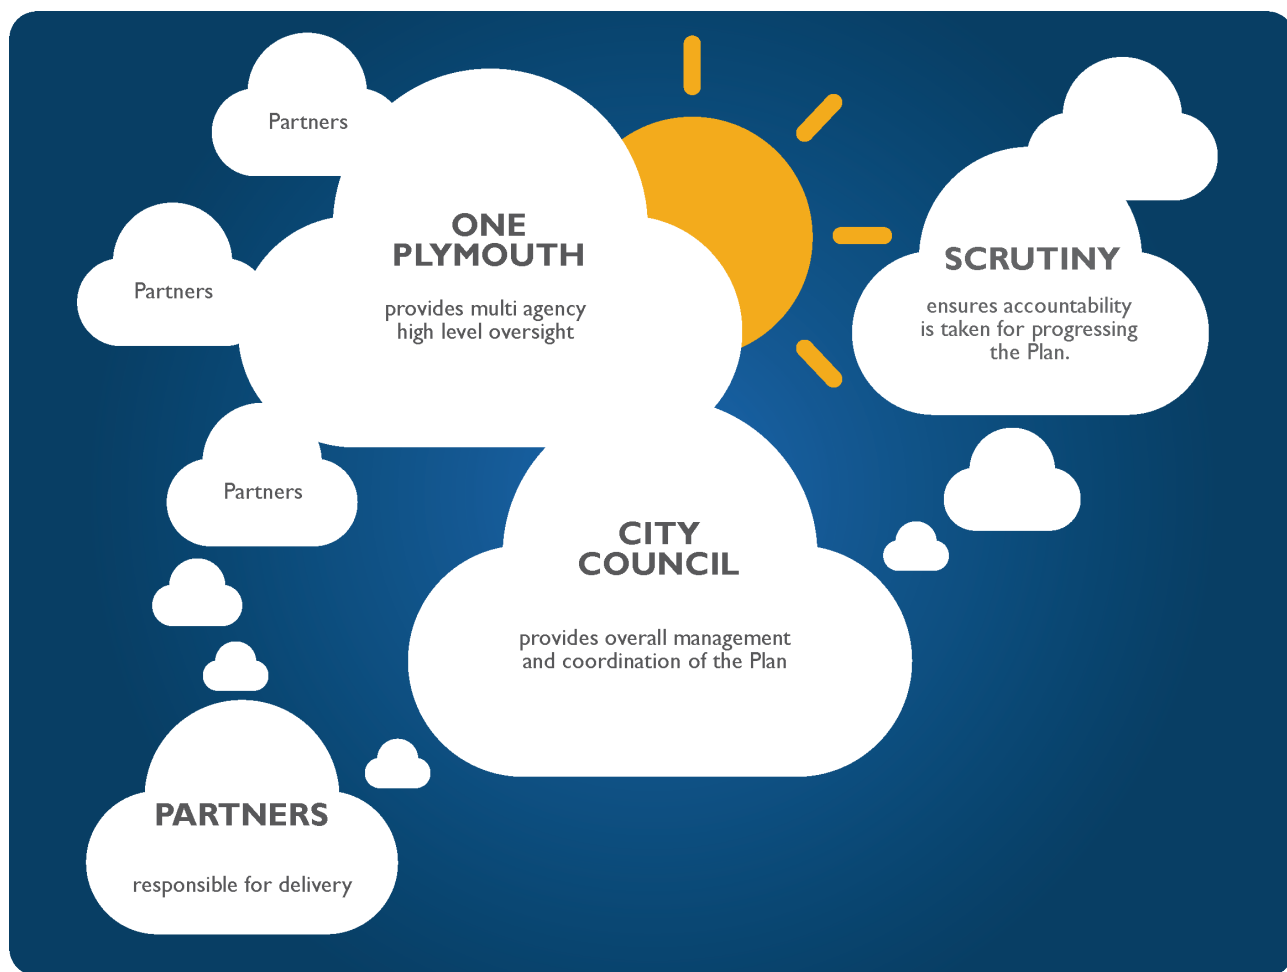 Partners
ONE
PLYMOUTH
provides multi agency
high level oversight
SCRUTINY
ensures accountability
is taken for progressing
the Plan.
Partners
Partners
CITY
COUNCIL
provides overall management
and coordination of the Plan
PARTNERS
responsible for delivery